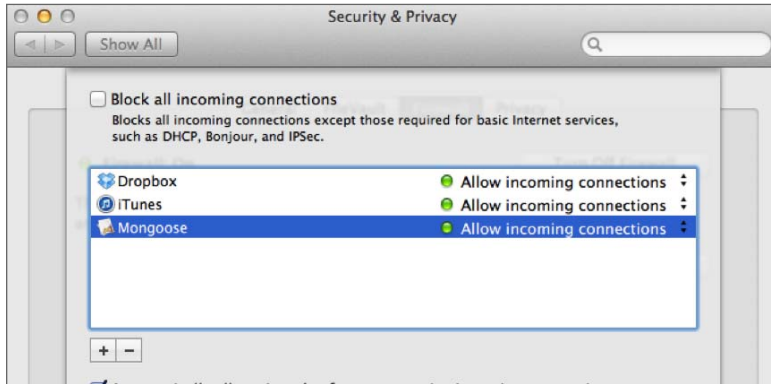 Security & Privacy
Show All
Block all incoming connections
Blocks all incoming connections except those required for basic Internet services,
such as DHCP, Bonjour, and IPSec.
Dropbox Allow incoming connections
iTunes Allow incoming connections
Mongoose Allow incoming connections
+ −